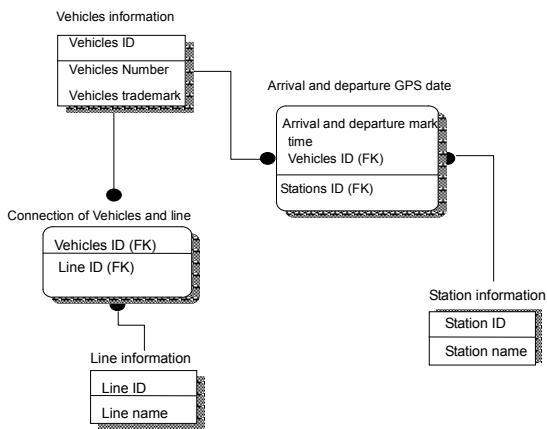 Vehicles information
Vehicles ID
Vehicles Number
Vehicles trademark
Arrival and departure GPS date
Arrival and departure mark
time
Vehicles ID (FK)
Stations ID (FK)
Connection of Vehicles and line
Vehicles ID (FK)
Line ID (FK)
Station information
Station ID
Station name
Line information
Line ID
Line name